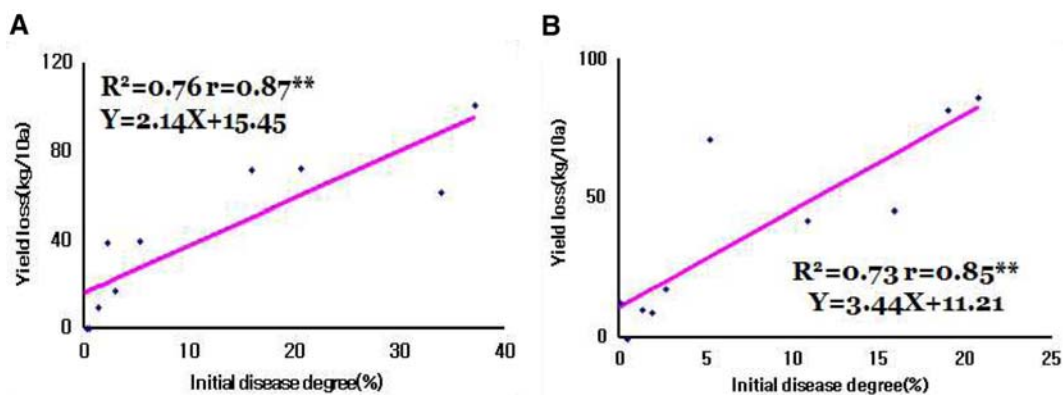 A
120
80
40
0
Yield loss(kg/10a)
R²=0.76 r=0.87**
Y=2.14X+15.45
0 10 20 30 40
Initial disease degree(%)
B
100
50
0
Yield loss(kg/10a)
R²=0.73 r=0.85**
Y=3.44X+11.21
0 5 10 15 20 25
Initial disease degree(%)